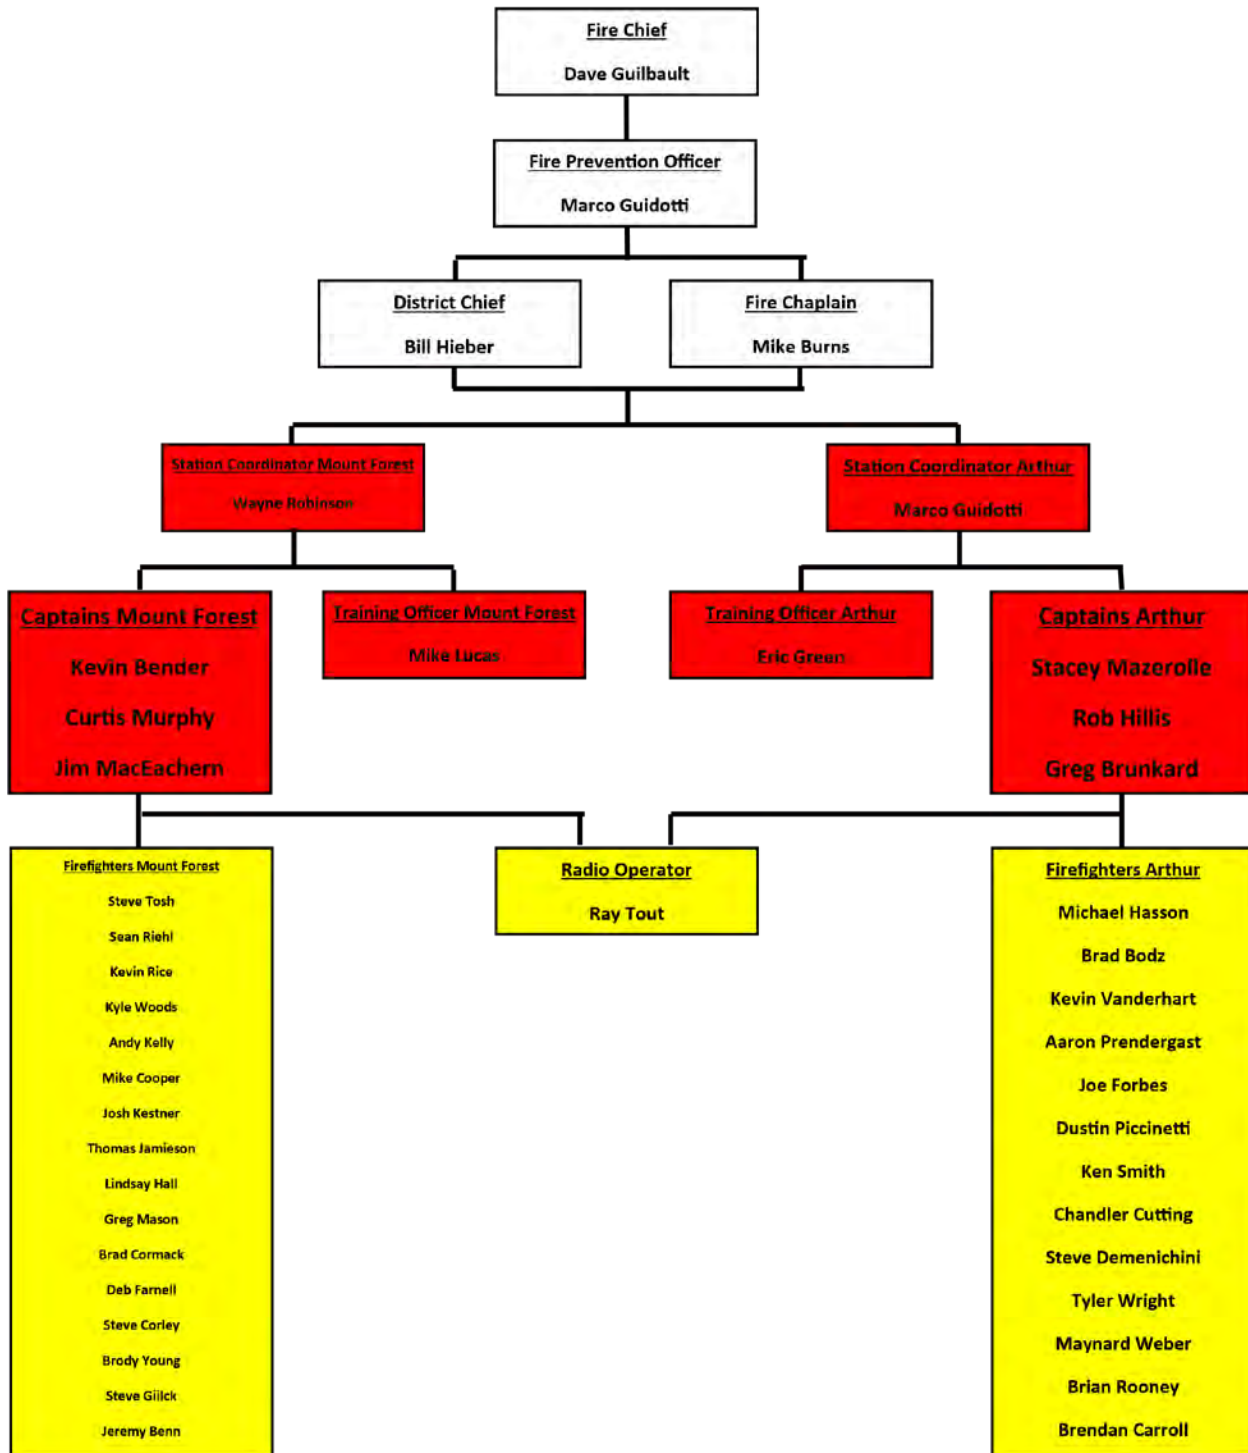 Fire Chief
Dave Guilbault
Fire Prevention Officer
Marco Guidotti
District Chief
Bill Hieber
Fire Chaplain
Mike Burns
Station Coordinator Mount Forest
Wayne Robinson
Station Coordinator Arthur
Marco Guidotti
Captains Mount Forest
Kevin Bender
Curtis Murphy
Jim MacEachern
Training Officer Mount Forest
Mike Lucas
Training Officer Arthur
Eric Green
Captains Arthur
Stacey Mazerolle
Rob Hillis
Greg Brunkard
Firefighters Mount Forest
Steve Tosh
Sean Riehl
Kevin Rice
Kyle Woods
Andy Kelly
Mike Cooper
Josh Kestner
Thomas Jamieson
Lindsay Hall
Greg Mason
Brad Cormack
Deb Farnell
Steve Corley
Brody Young
Steve Giilck
Jeremy Benn
Radio Operator
Ray Tout
Firefighters Arthur
Michael Hasson
Brad Bodz
Kevin Vanderhart
Aaron Prendergast
Joe Forbes
Dustin Piccinetti
Ken Smith
Chandler Cutting
Steve Demenichini
Tyler Wright
Maynard Weber
Brian Rooney
Brendan Carroll